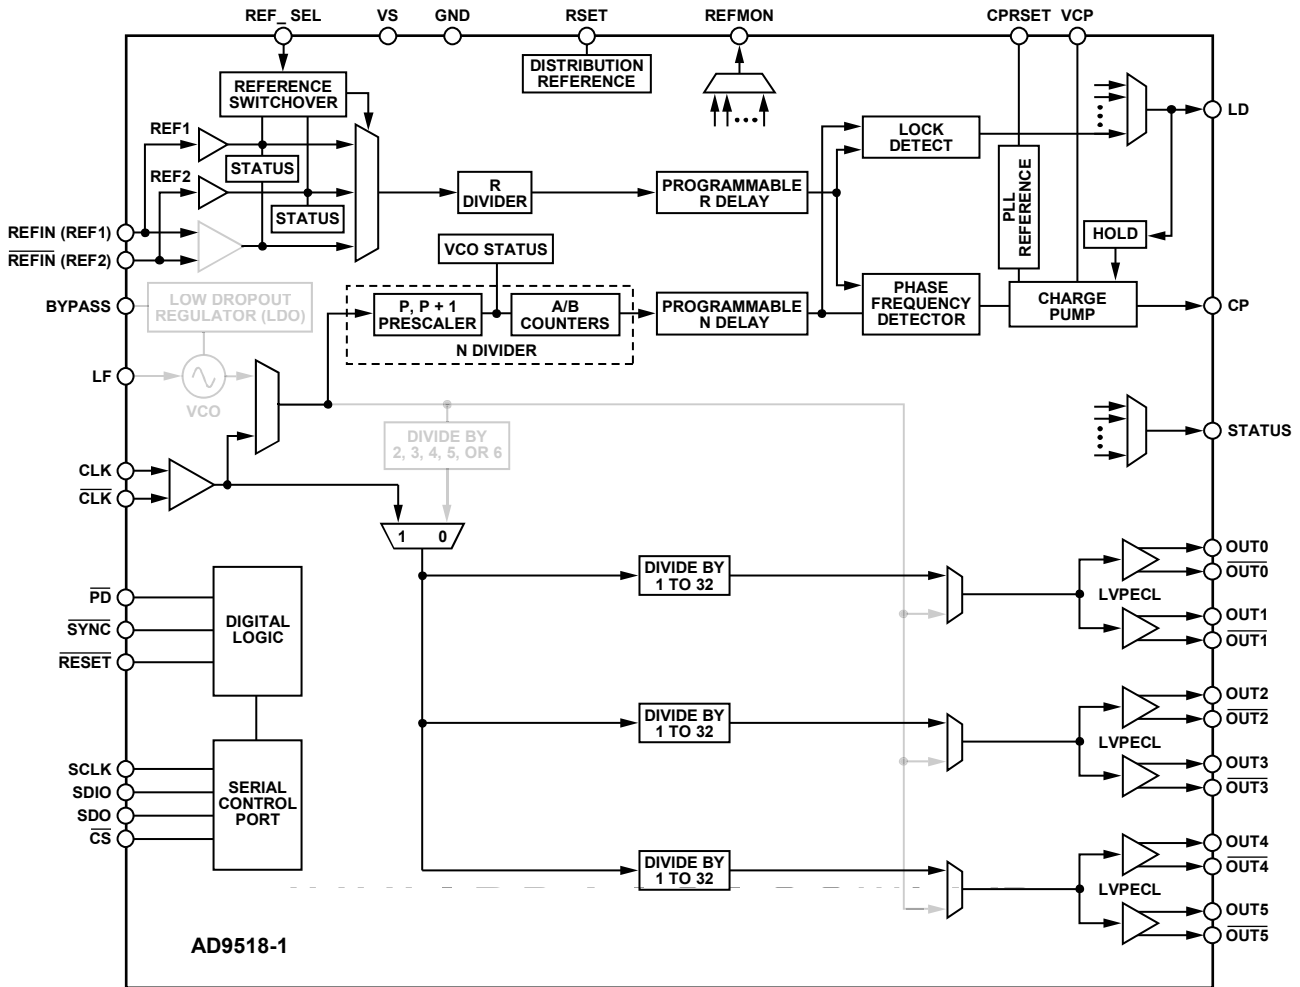 REF_ SEL
VS
GND
RSET
REFMON
CPRSET
VCP
DISTRIBUTION
REFERENCE
REFERENCE
SWITCHOVER
REF1
STATUS
REF2
STATUS
R
DIVIDER
PROGRAMMABLE
R DELAY
LOCK
DETECT
PLL
REFERENCE
HOLD
LD
REFIN (REF1)
REFIN (REF2)
BYPASS
LOW DROPOUT
REGULATOR (LDO)
VCO STATUS
P, P + 1
PRESCALER
A/B
COUNTERS
N DIVIDER
PROGRAMMABLE
N DELAY
PHASE
FREQUENCY
DETECTOR
CHARGE
PUMP
CP
LF
VCO
STATUS
DIVIDE BY
2, 3, 4, 5, OR 6
CLK
CLK
1 0
DIVIDE BY
1 TO 32
LVPECL
OUT0
OUT0
OUT1
OUT1
PD
SYNC
RESET
DIGITAL
LOGIC
DIVIDE BY
1 TO 32
LVPECL
OUT2
OUT2
OUT3
OUT3
SCLK
SDIO
SDO
CS
SERIAL
CONTROL
PORT
DIVIDE BY
1 TO 32
LVPECL
OUT4
OUT4
OUT5
OUT5
AD9518-1